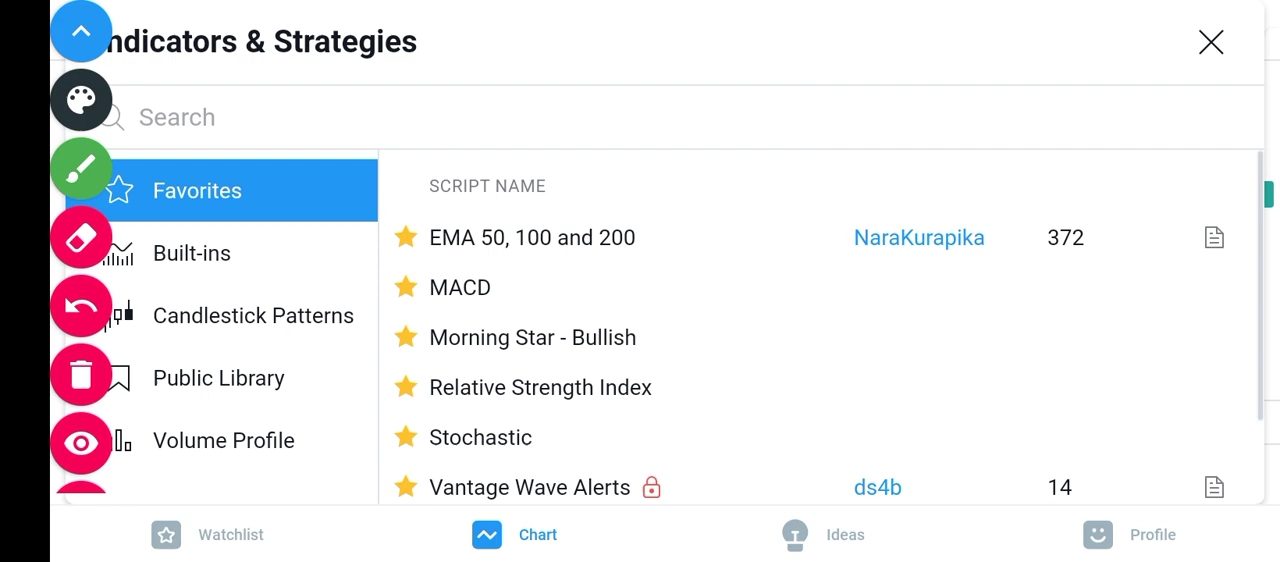 ndicators & Strategies
Search
Favorites
Built-ins
Candlestick Patterns
Public Library
Volume Profile
SCRIPT NAME
EMA 50, 100 and 200 NaraKurapika 372
MACD
Morning Star - Bullish
Relative Strength Index
Stochastic
Vantage Wave Alerts ds4b 14
Watchlist Chart Ideas Profile